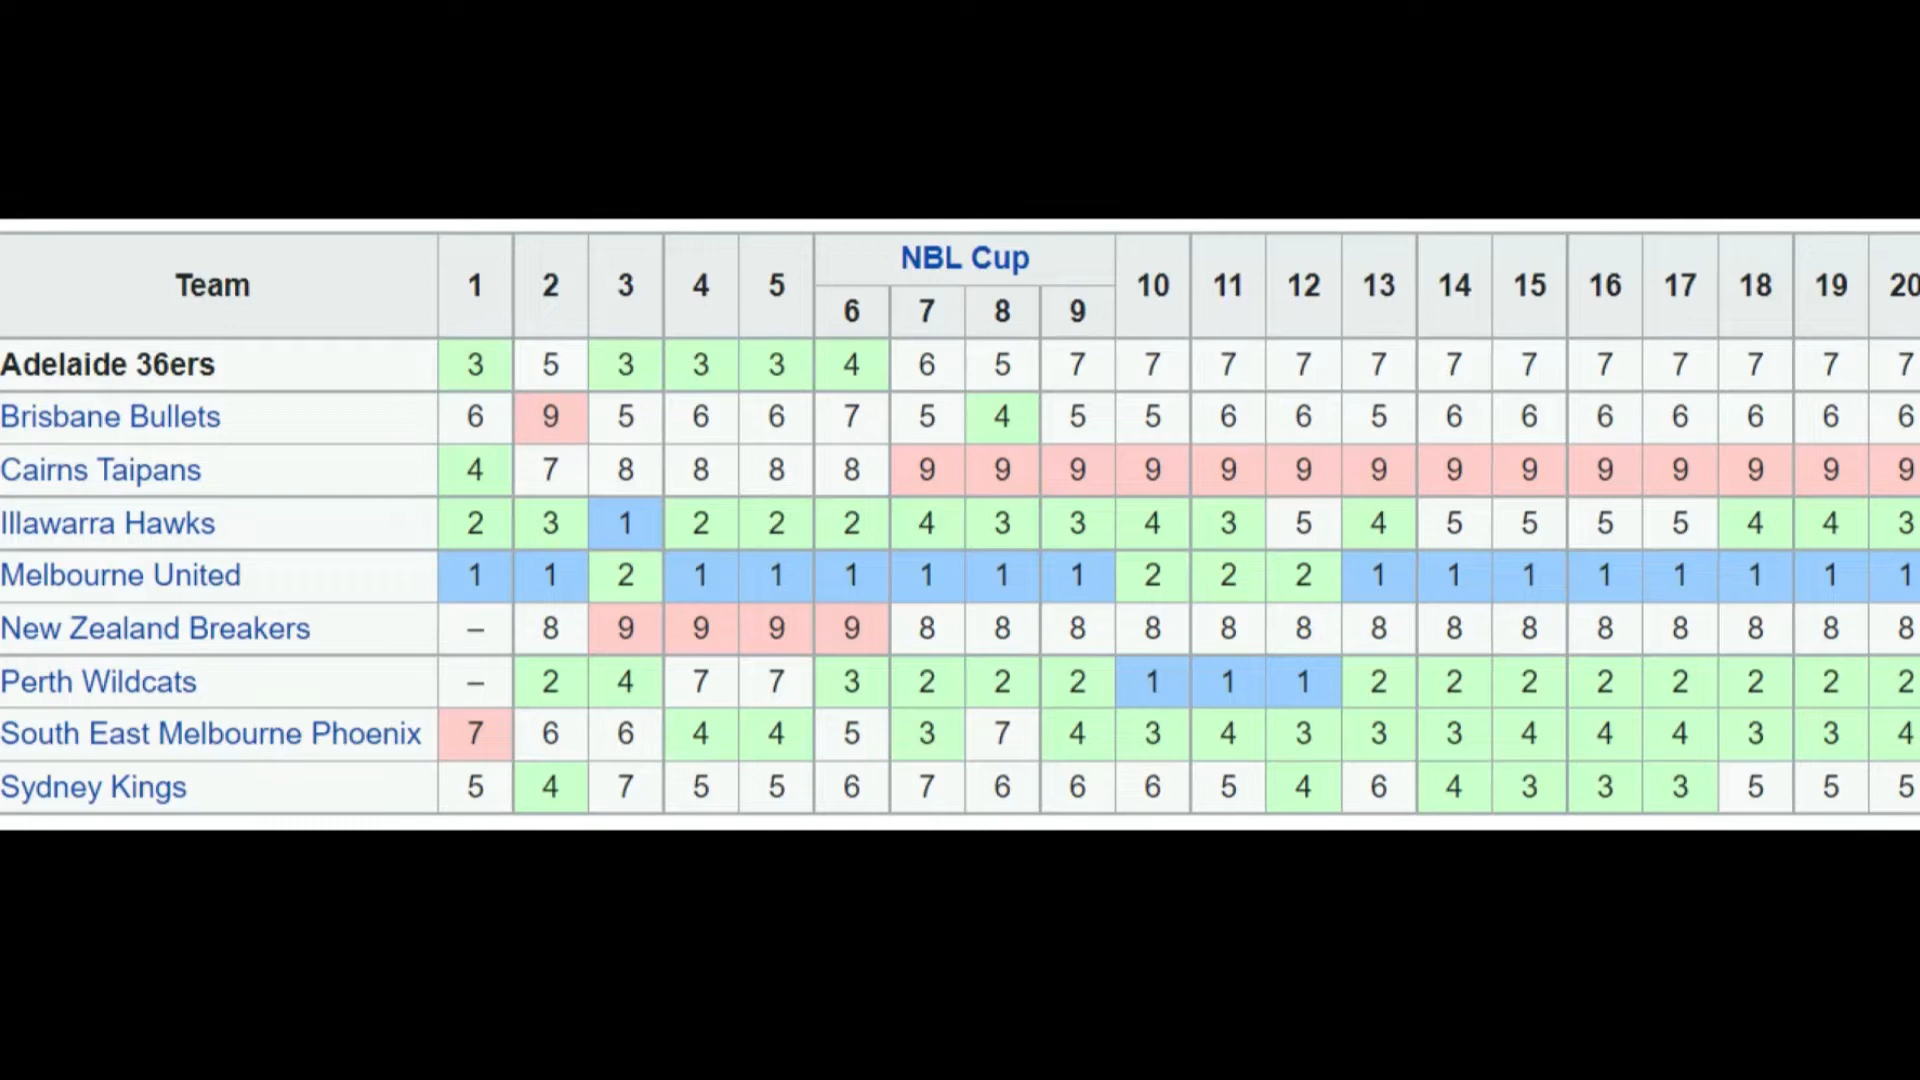 Team 1 2 3 4 5 NBL Cup 10 11 12 13 14 15 16 17 18 19 20
6 7 8 9
Adelaide 36ers 3 5 3 3 3 4 6 5 7 7 7 7 7 7 7 7 7 7 7 7
Brisbane Bullets 6 9 5 6 6 7 5 4 5 5 6 6 5 6 6 6 6 6 6 6
Cairns Taipans 4 7 8 8 8 8 9 9 9 9 9 9 9 9 9 9 9 9 9 9
Illawarra Hawks 2 3 1 2 2 2 4 3 3 4 3 5 4 5 5 5 5 4 4 3
Melbourne United 1 1 2 1 1 1 1 1 1 2 2 2 1 1 1 1 1 1 1 1
New Zealand Breakers – 8 9 9 9 9 8 8 8 8 8 8 8 8 8 8 8 8 8 8
Perth Wildcats – 2 4 7 7 3 2 2 2 1 1 1 2 2 2 2 2 2 2 2
South East Melbourne Phoenix 7 6 6 4 4 5 3 7 4 3 4 3 3 3 4 4 4 3 3 4
Sydney Kings 5 4 7 5 5 6 7 6 6 6 5 4 6 4 3 3 3 5 5 5